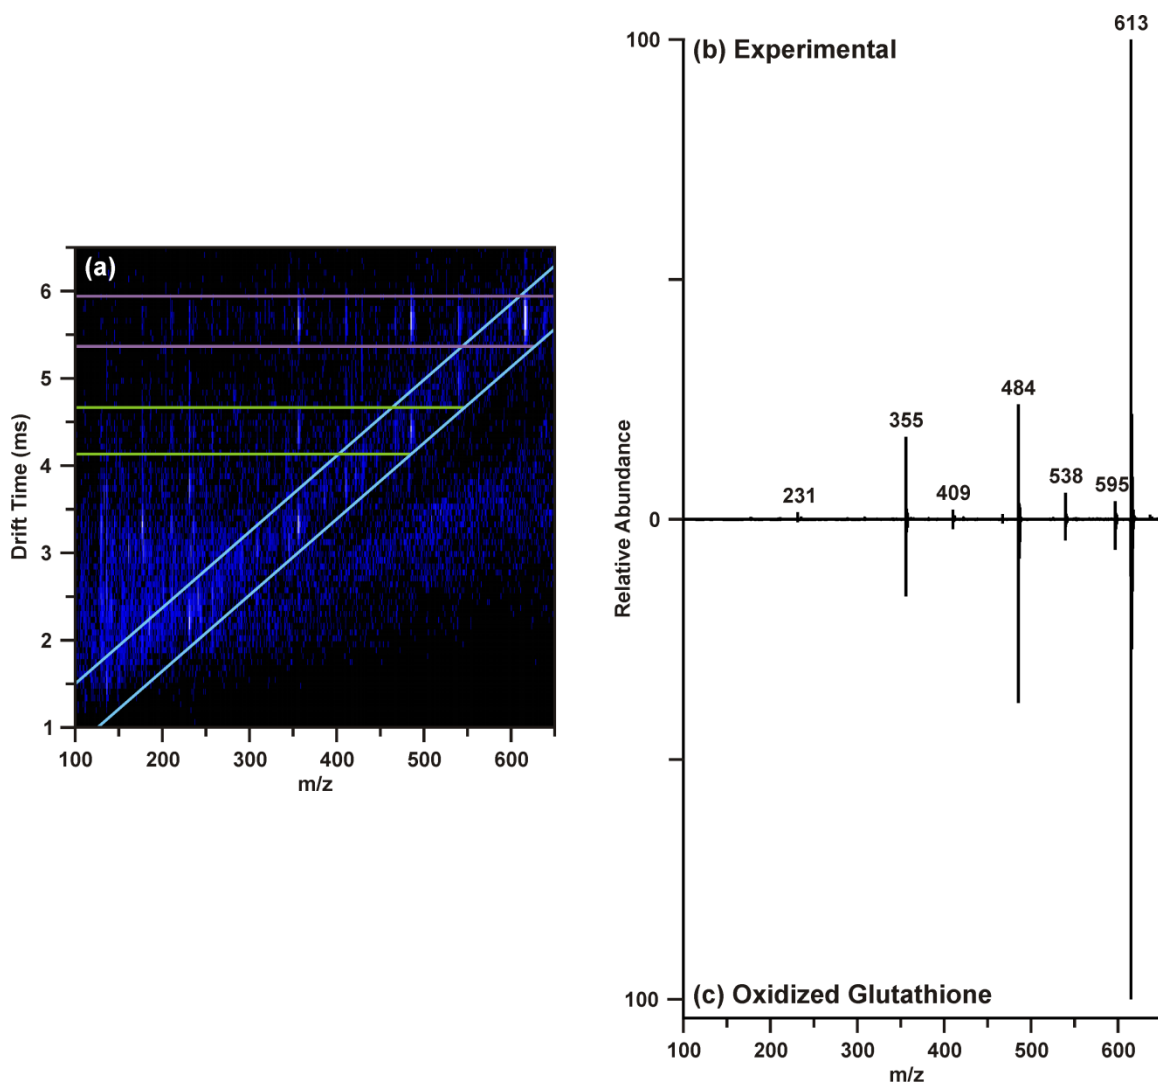 (a)
6
5
4
3
2
1
Drift Time (ms)
100 200 300 400 500 600
m/z
613
100
(b) Experimental
484
355
538
595
409
231
0
Relative Abundance
100
(c) Oxidized Glutathione
100 200 300 400 500 600
m/z